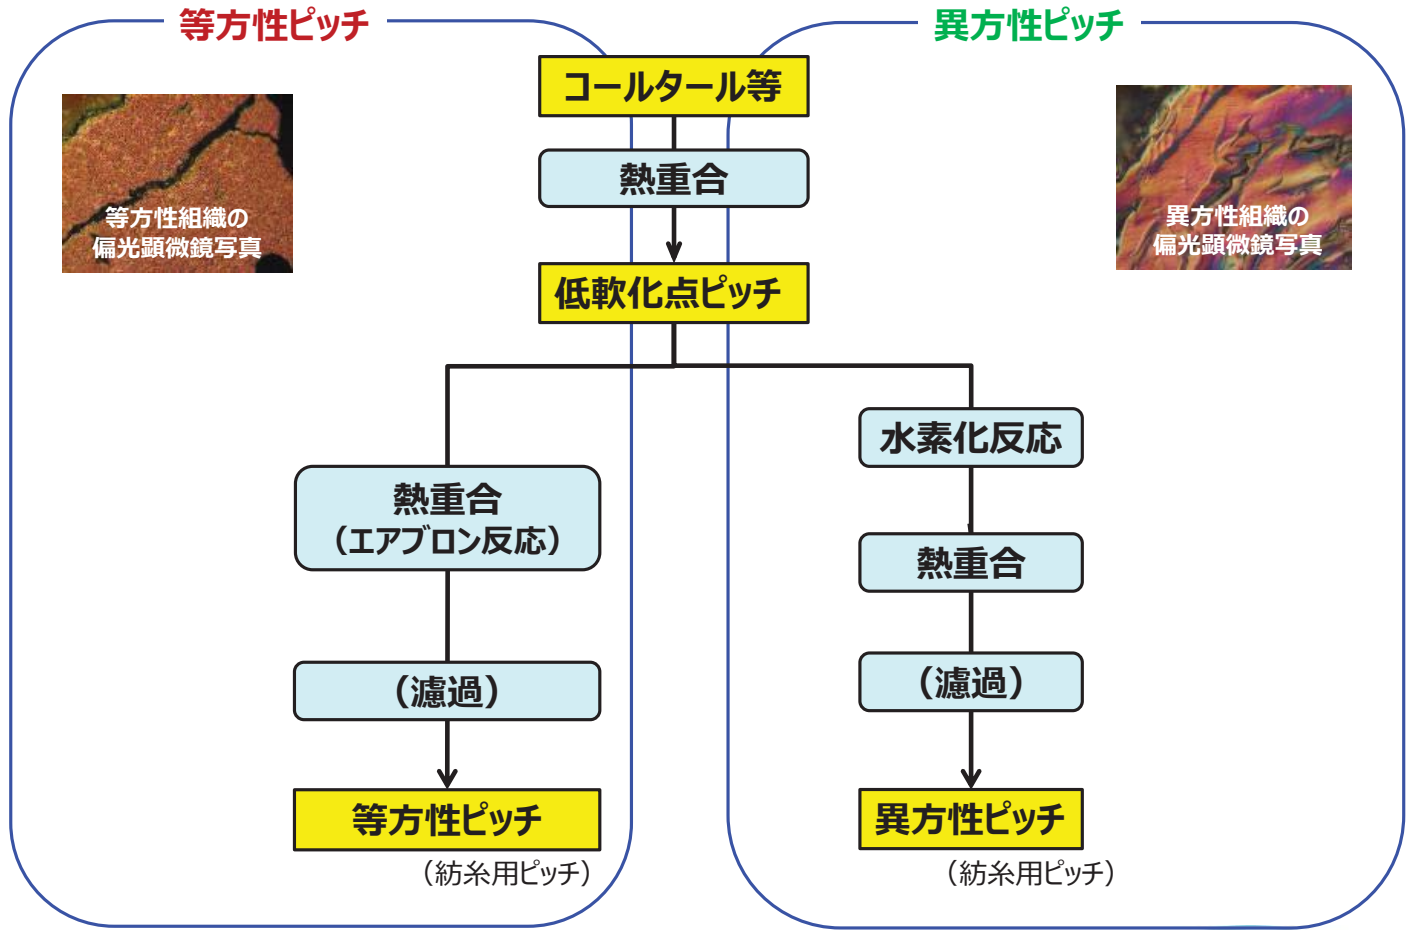 等方性ピッチ
異方性ピッチ
コールタール等
熱重合
等方性組織の
偏光顕微鏡写真
異方性組織の
偏光顕微鏡写真
低軟化点ピッチ
水素化反応
熱重合
（エアブロン反応）
熱重合
（濾過）
（濾過）
等方性ピッチ
（紡糸用ピッチ）
異方性ピッチ
（紡糸用ピッチ）